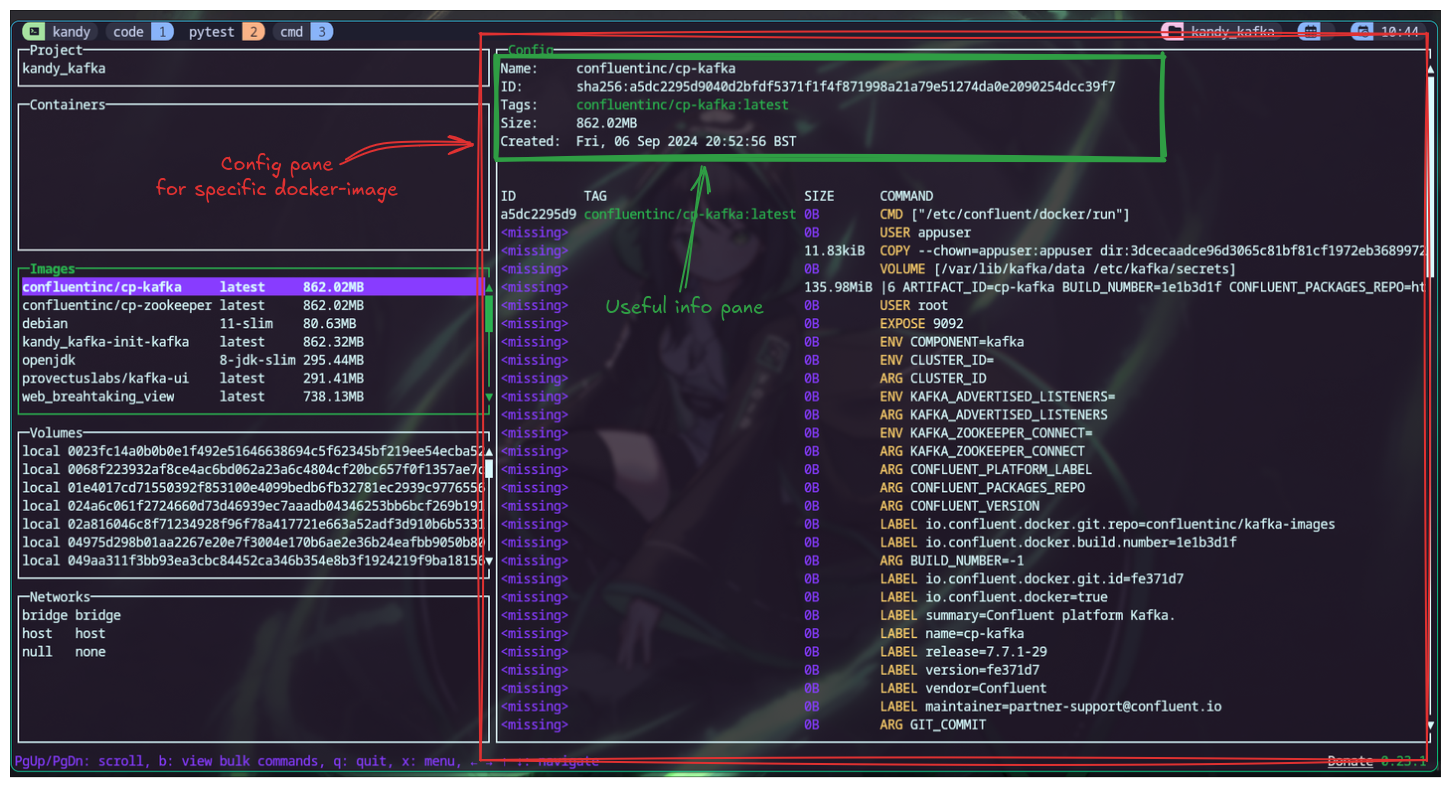 kandy code 1 pytest 2 cmd 3 kandy_kafka 10:44
Project
kandy_kafka
Containers
Config pane
for specific docker-image
Images
confluentinc/cp-kafka latest 862.02MB
confluentinc/cp-zookeeper latest 862.02MB
debian 11-slim 80.63MB
kandy_kafka-init-kafka latest 862.32MB
openjdk 8-jdk-slim 295.44MB
provectuslabs/kafka-ui latest 291.41MB
web_breahtaking_view latest 738.13MB
Volumes
local 0023fc14a0b0b0e1f492e51646638694c5f62345bf219ee54ecba52
local 0068f223932af8ce4ac6bd062a23a6c4804cf20bc657f0f1357ae7c
local 01e4017cd71550392f853100e4099bedb6fb32781ec2939c9776556
local 024a6c061f2724660d73d46939ec7aaadb04346253bb6bcf269b191
local 02a816046c8f71234928f96f78a417721e663a52adf3d910b6b5331
local 04975d298b01aa2267e20e7f3004e170b6ae2e36b24eafbb9050b80
local 049aa311f3bb93ea3cbc84452ca346b354e8b3f1924219f9ba18156
Networks
bridge bridge
host host
null none
Config
Name: confluentinc/cp-kafka
ID: sha256:a5dc2295d9040d2bfdf5371f1f4f871998a21a79e51274da0e2090254dcc39f7
Tags: confluentinc/cp-kafka:latest
Size: 862.02MB
Created: Fri, 06 Sep 2024 20:52:56 BST
Useful info pane
ID TAG SIZE COMMAND
a5dc2295d9 confluentinc/cp-kafka:latest 0B CMD ["/etc/confluent/docker/run"]
<missing> 0B USER appuser
<missing> 11.83kiB COPY --chown=appuser:appuser dir:3dcecaadce96d3065c81bf81cf1972eb3689972
<missing> 0B VOLUME [/var/lib/kafka/data /etc/kafka/secrets]
<missing> 135.98MiB |6 ARTIFACT_ID=cp-kafka BUILD_NUMBER=1e1b3d1f CONFLUENT_PACKAGES_REPO=ht
<missing> 0B USER root
<missing> 0B EXPOSE 9092
<missing> 0B ENV COMPONENT=kafka
<missing> 0B ENV CLUSTER_ID=
<missing> 0B ARG CLUSTER_ID
<missing> 0B ENV KAFKA_ADVERTISED_LISTENERS=
<missing> 0B ARG KAFKA_ADVERTISED_LISTENERS
<missing> 0B ENV KAFKA_ZOOKEEPER_CONNECT=
<missing> 0B ARG KAFKA_ZOOKEEPER_CONNECT
<missing> 0B ARG CONFLUENT_PLATFORM_LABEL
<missing> 0B ARG CONFLUENT_PACKAGES_REPO
<missing> 0B ARG CONFLUENT_VERSION
<missing> 0B LABEL io.confluent.docker.git.repo=confluentinc/kafka-images
<missing> 0B LABEL io.confluent.docker.build.number=1e1b3d1f
<missing> 0B ARG BUILD_NUMBER=-1
<missing> 0B LABEL io.confluent.docker.git.id=fe371d7
<missing> 0B LABEL io.confluent.docker=true
<missing> 0B LABEL summary=Confluent platform Kafka.
<missing> 0B LABEL name=cp-kafka
<missing> 0B LABEL release=7.7.1-29
<missing> 0B LABEL version=fe371d7
<missing> 0B LABEL vendor=Confluent
<missing> 0B LABEL maintainer=partner-support@confluent.io
<missing> 0B ARG GIT_COMMIT
PgUp/PgDn: scroll, b: view bulk commands, q: quit, x: menu, ← → ↑ ↓: navigate Donate 0.23.1